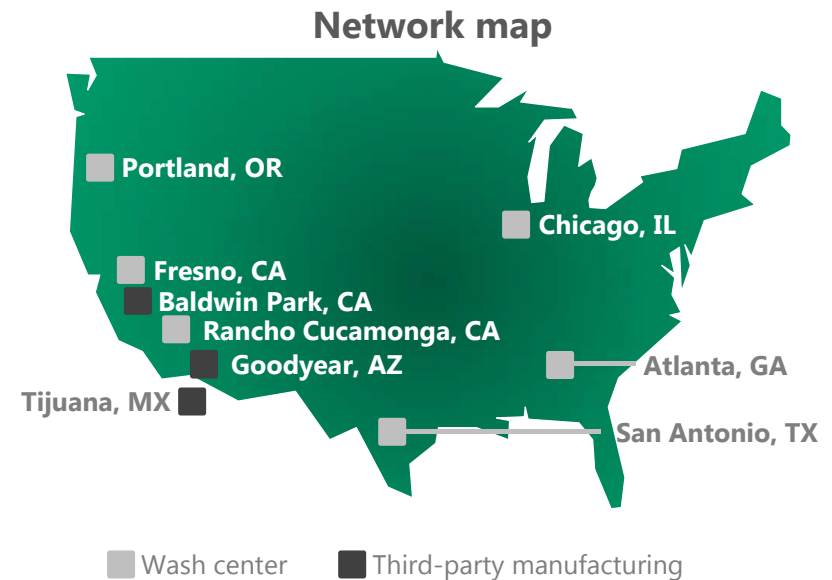 Network map
Portland, OR
Chicago, IL
Fresno, CA
Baldwin Park, CA
Rancho Cucamonga, CA
Goodyear, AZ
Atlanta, GA
Tijuana, MX
San Antonio, TX
Wash center
Third-party manufacturing